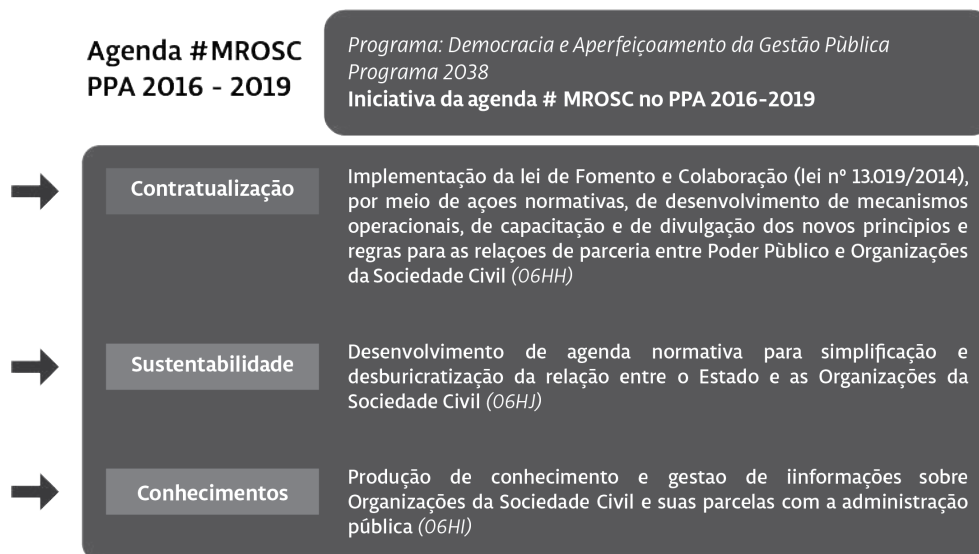 Agenda #MROSC
PPA 2016 - 2019
Programa: Democracia e Aperfeiçoamento da Gestão Pùblica
Programa 2038
Iniciativa da agenda # MROSC no PPA 2016-2019
Contratualização
Implementação da lei de Fomento e Colaboração (lei nº 13.019/2014),
por meio de açoes normativas, de desenvolvimento de mecanismos
operacionais, de capacitação e de divulgação dos novos princìpios e
regras para as relaçoes de parceria entre Poder Pùblico e Organizações
da Sociedade Civil (06HH)
Sustentabilidade
Desenvolvimento de agenda normativa para simplificação e
desburicratização da relação entre o Estado e as Organizações da
Sociedade Civil (06HJ)
Conhecimentos
Produção de conhecimento e gestao de iinformações sobre
Organizações da Sociedade Civil e suas parcelas com a administração
pública (06HI)